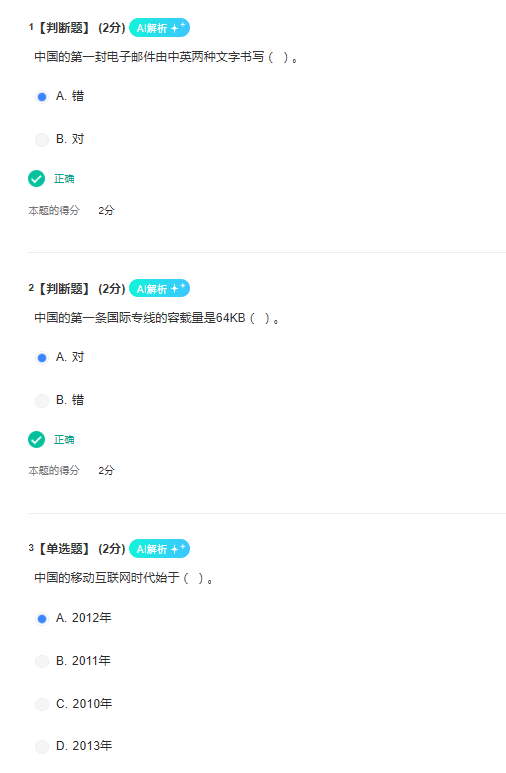 1【判断题】 (2分) AI解析
中国的第一封电子邮件由中英两种文字书写（ ）。
A. 错
B. 对
正确
本题的得分 2分
2【判断题】 (2分) AI解析
中国的第一条国际专线的容载量是64KB（ ）。
A. 对
B. 错
正确
本题的得分 2分
3【单选题】 (2分) AI解析
中国的移动互联网时代始于（ ）。
A. 2012年
B. 2011年
C. 2010年
D. 2013年